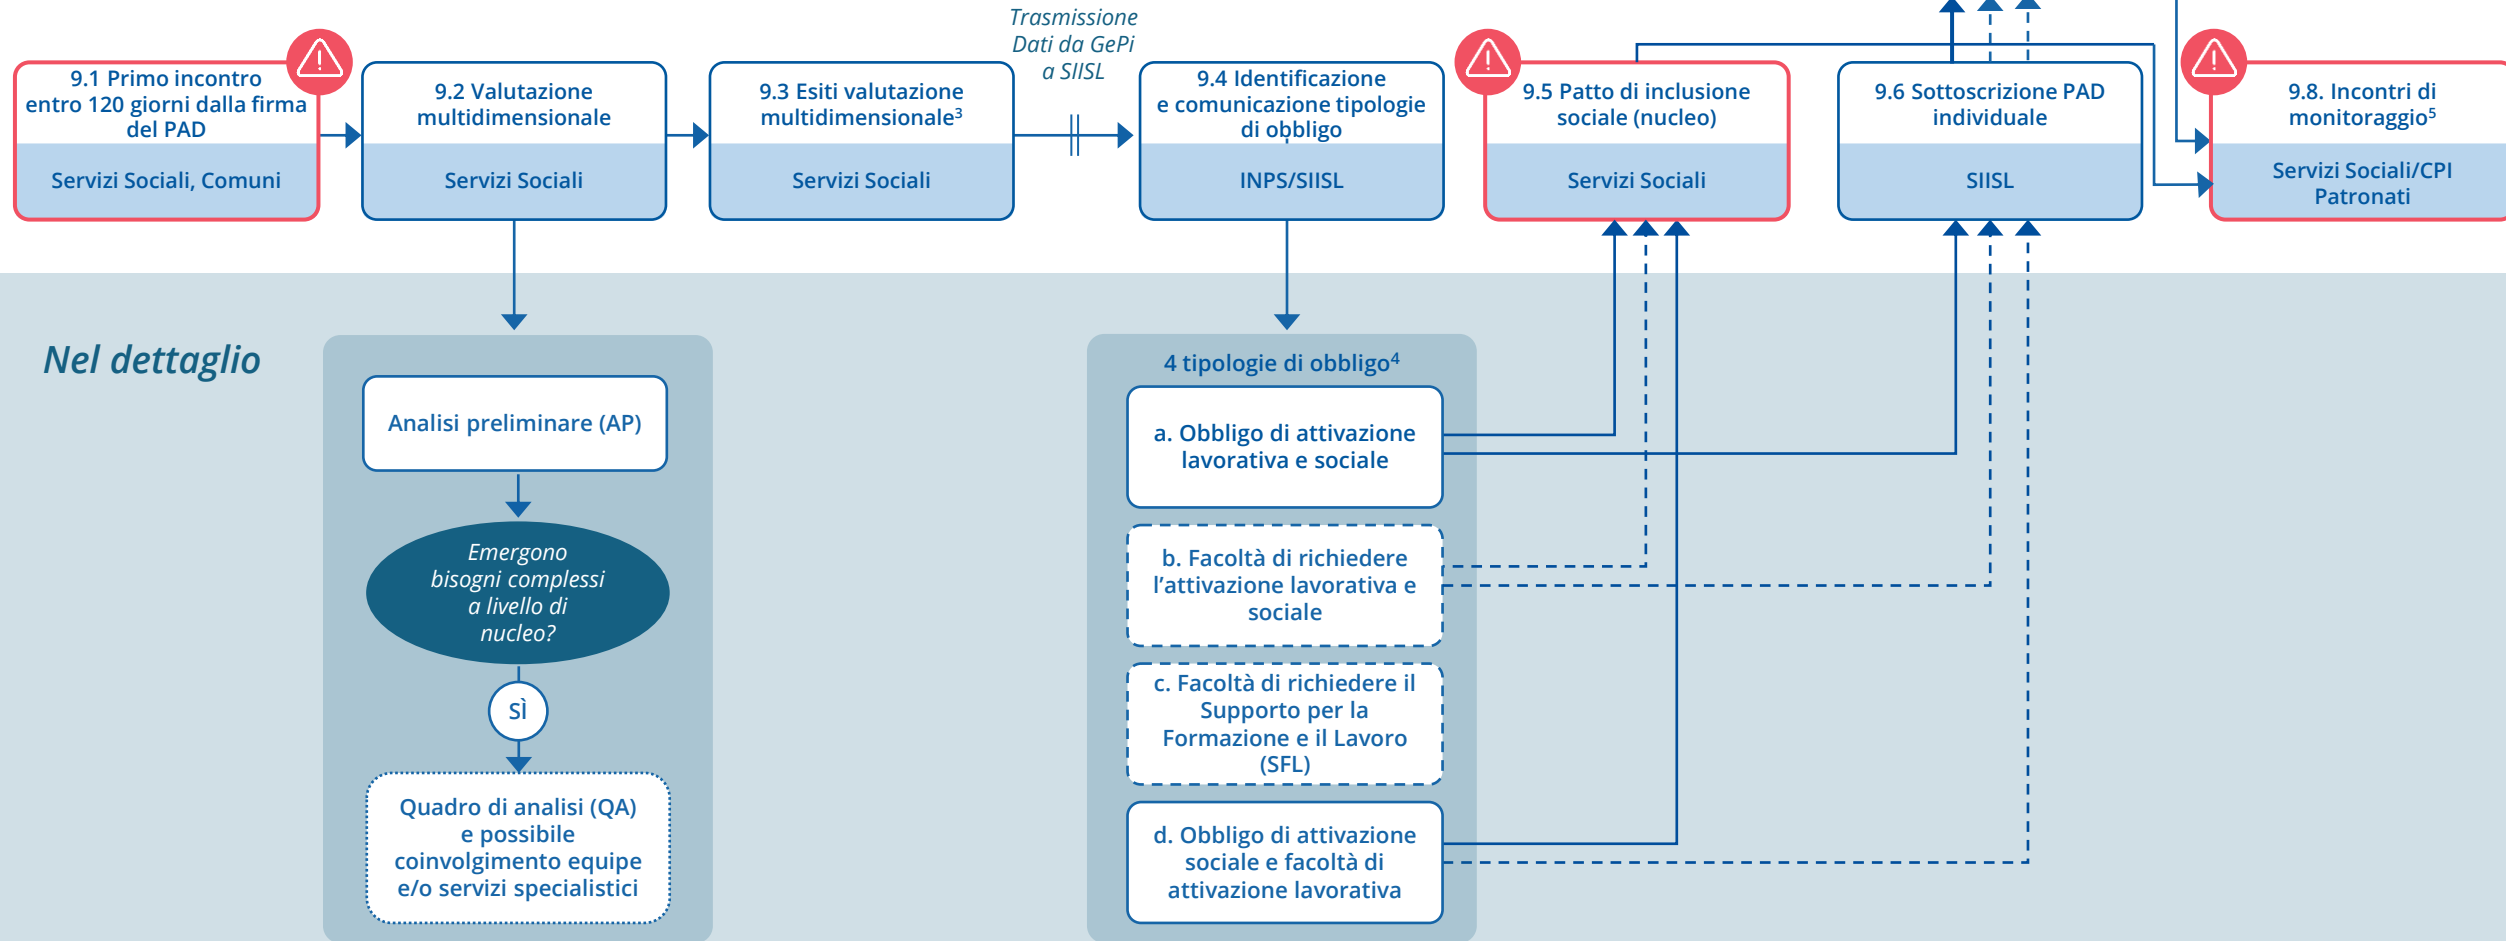 Trasmissione
Dati da GePi
a SIISL
9.1 Primo incontro
entro 120 giorni dalla firma
del PAD
Servizi Sociali, Comuni
9.2 Valutazione
multidimensionale
Servizi Sociali
9.3 Esiti valutazione
multidimensionale³
Servizi Sociali
9.4 Identificazione
e comunicazione tipologie
di obbligo
INPS/SIISL
9.5 Patto di inclusione
sociale (nucleo)
Servizi Sociali
9.6 Sottoscrizione PAD
individuale
SIISL
9.8. Incontri di
monitoraggio⁵
Servizi Sociali/CPI
Patronati
Nel dettaglio
Analisi preliminare (AP)
Emergono
bisogni complessi
a livello di
nucleo?
SÌ
Quadro di analisi (QA)
e possibile
coinvolgimento equipe
e/o servizi specialistici
4 tipologie di obbligo⁴
a. Obbligo di attivazione
lavorativa e sociale
b. Facoltà di richiedere
l’attivazione lavorativa e
sociale
c. Facoltà di richiedere il
Supporto per la
Formazione e il Lavoro
(SFL)
d. Obbligo di attivazione
sociale e facoltà di
attivazione lavorativa